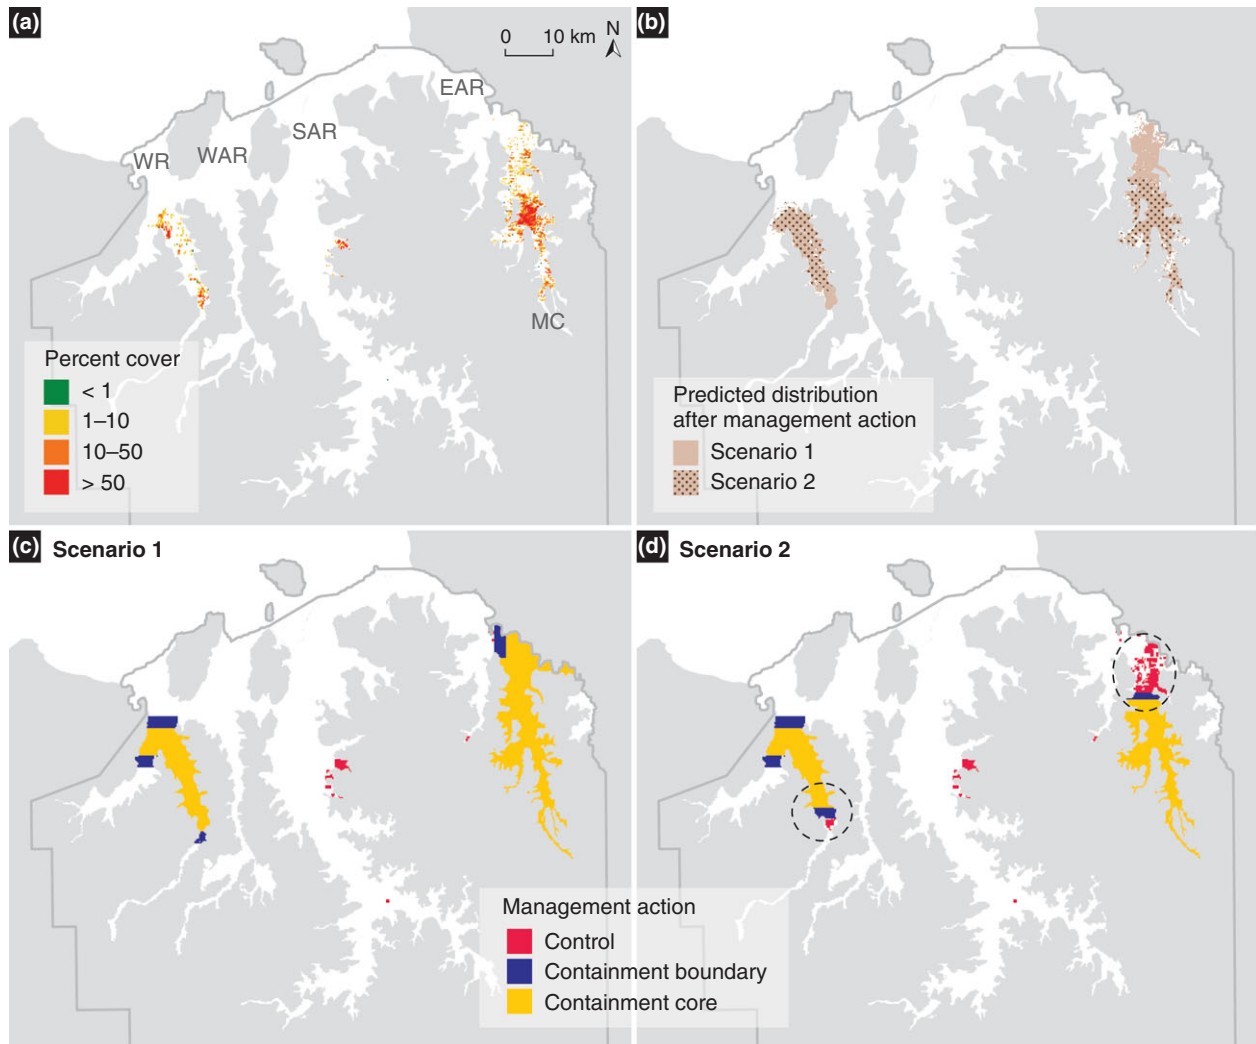 (a)
0 10 km N
EAR
SAR
WAR
WR
MC
Percent cover
< 1
1–10
10–50
> 50
(b)
Predicted distribution
after management action
Scenario 1
Scenario 2
(c) Scenario 1
(d) Scenario 2
Management action
Control
Containment boundary
Containment core